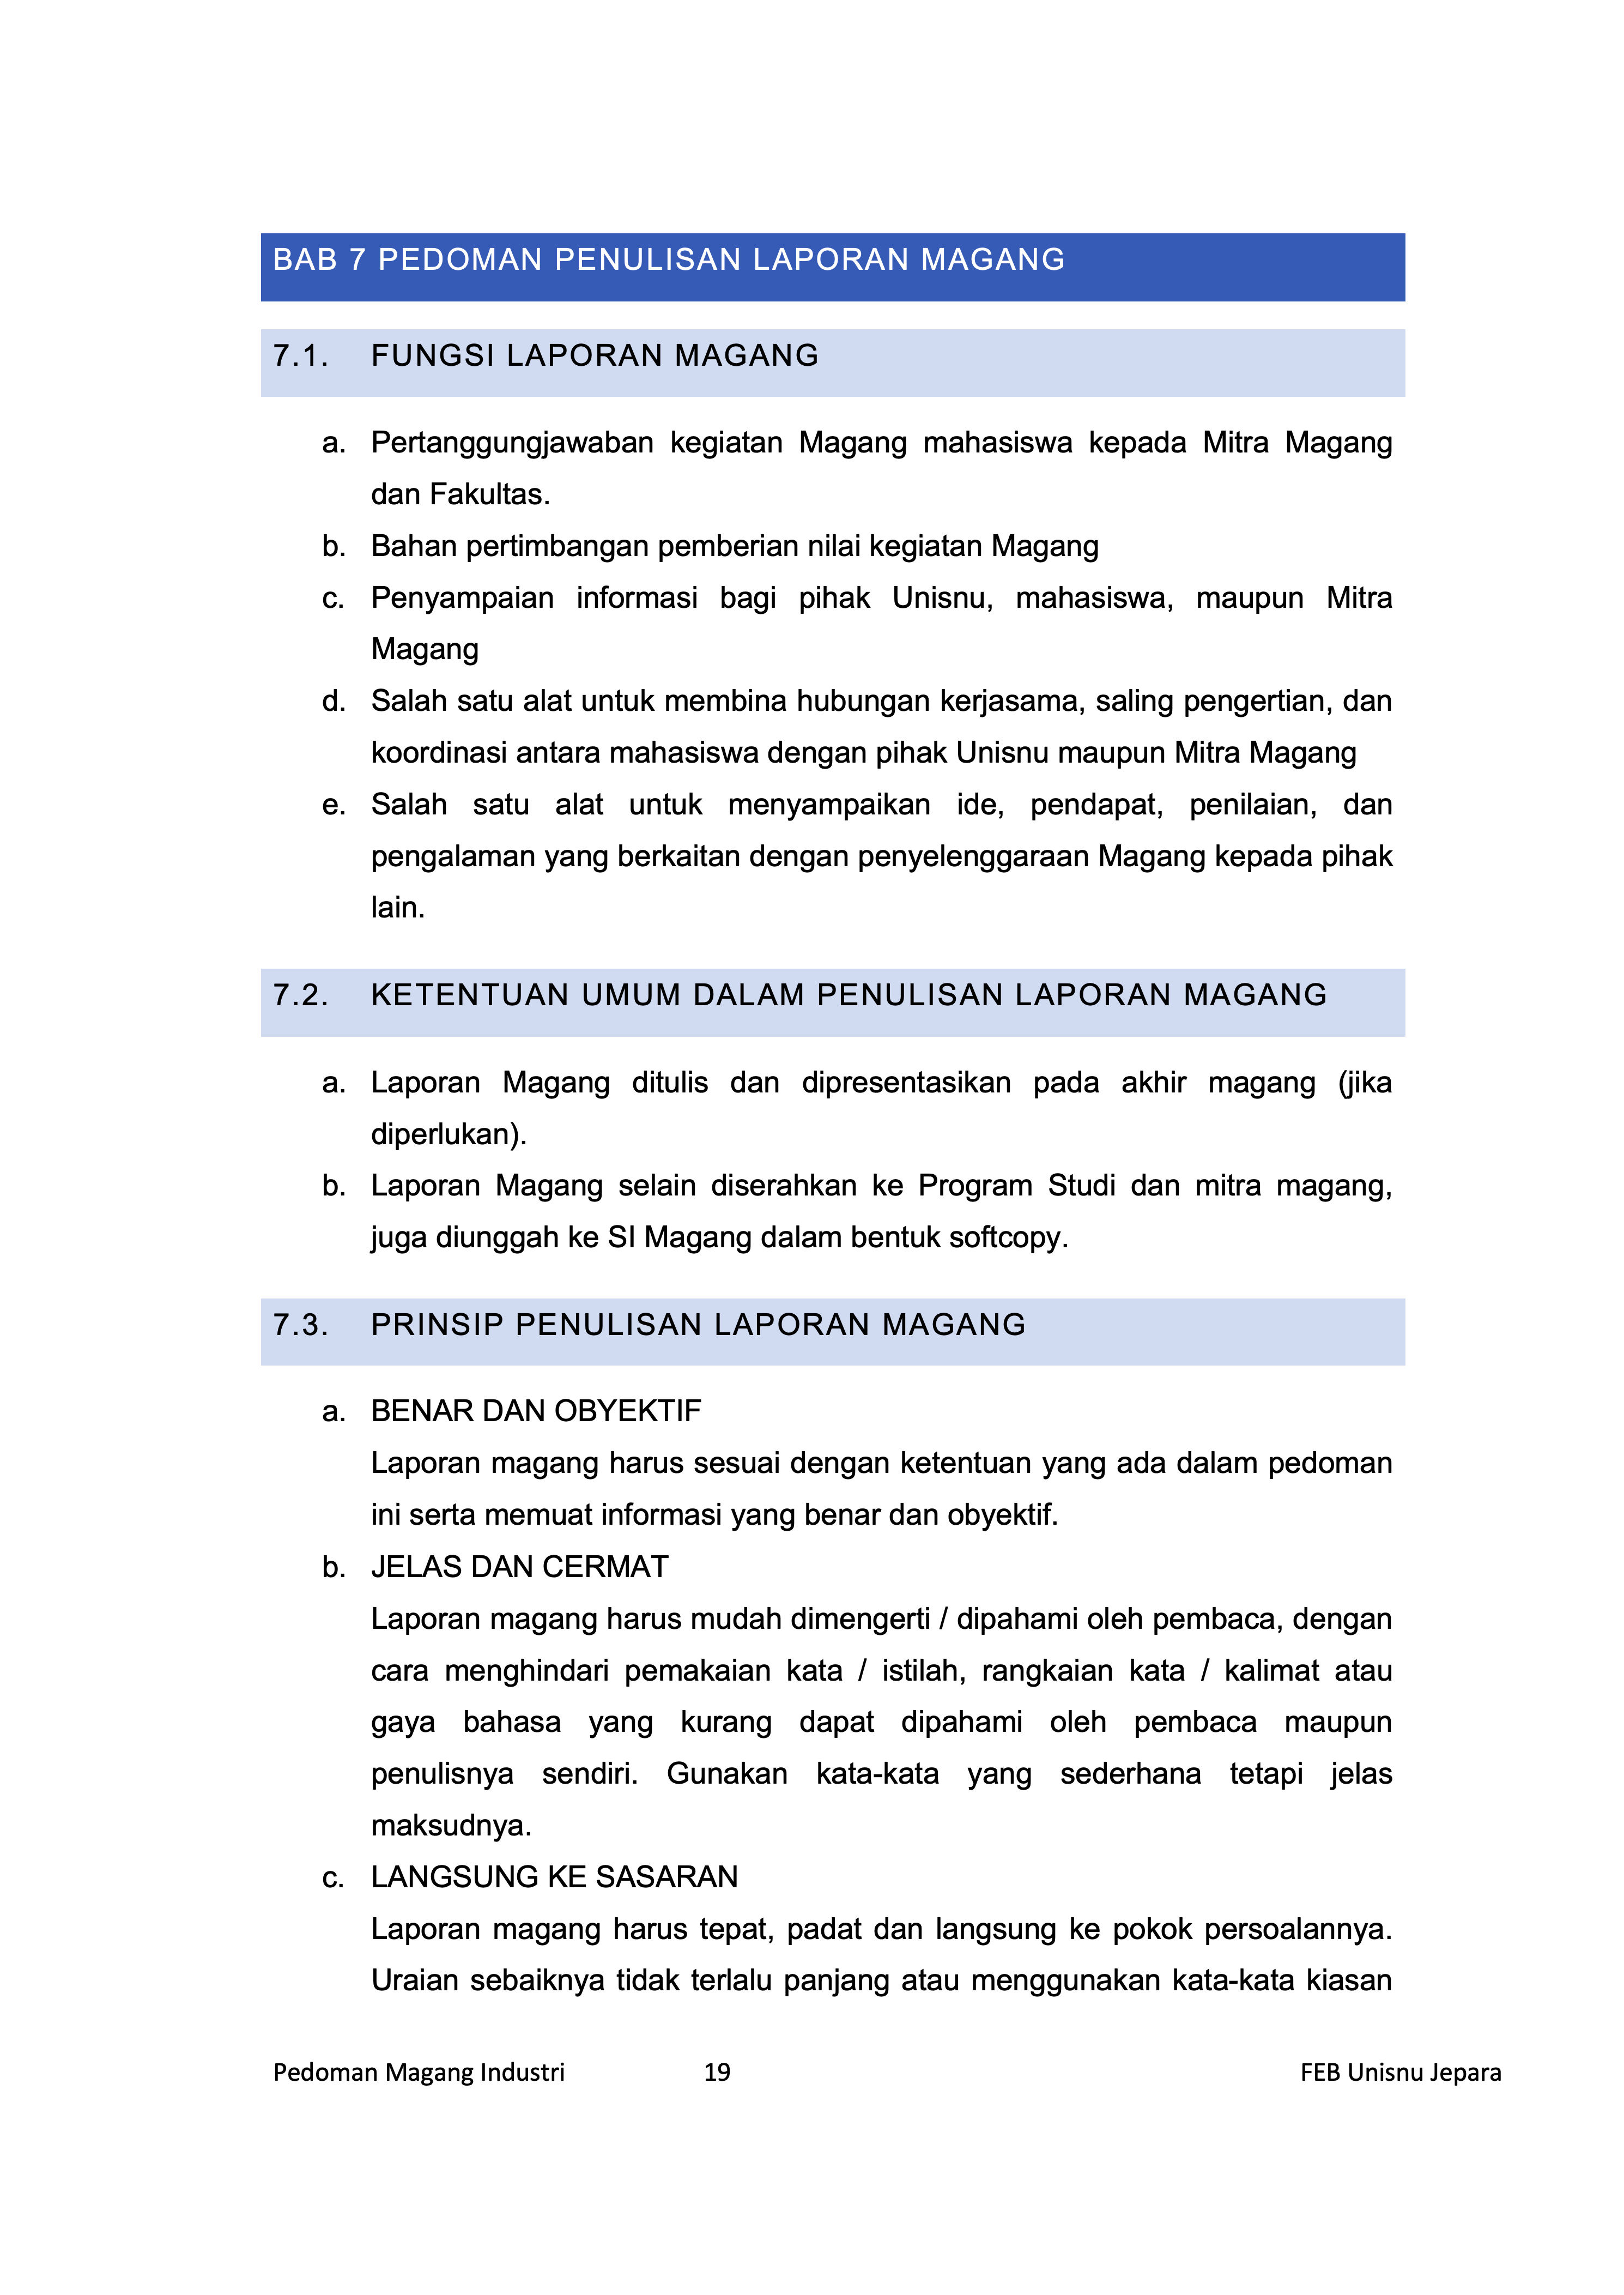 BAB 7 PEDOMAN PENULISAN LAPORAN MAGANG
7.1. FUNGSI LAPORAN MAGANG
a. Pertanggungjawaban kegiatan Magang mahasiswa kepada Mitra Magang
dan Fakultas.
b. Bahan pertimbangan pemberian nilai kegiatan Magang
c. Penyampaian informasi bagi pihak Unisnu, mahasiswa, maupun Mitra
Magang
d. Salah satu alat untuk membina hubungan kerjasama, saling pengertian, dan
koordinasi antara mahasiswa dengan pihak Unisnu maupun Mitra Magang
e. Salah satu alat untuk menyampaikan ide, pendapat, penilaian, dan
pengalaman yang berkaitan dengan penyelenggaraan Magang kepada pihak
lain.
7.2. KETENTUAN UMUM DALAM PENULISAN LAPORAN MAGANG
a. Laporan Magang ditulis dan dipresentasikan pada akhir magang (jika
diperlukan).
b. Laporan Magang selain diserahkan ke Program Studi dan mitra magang,
juga diunggah ke SI Magang dalam bentuk softcopy.
7.3. PRINSIP PENULISAN LAPORAN MAGANG
a. BENAR DAN OBYEKTIF
Laporan magang harus sesuai dengan ketentuan yang ada dalam pedoman
ini serta memuat informasi yang benar dan obyektif.
b. JELAS DAN CERMAT
Laporan magang harus mudah dimengerti / dipahami oleh pembaca, dengan
cara menghindari pemakaian kata / istilah, rangkaian kata / kalimat atau
gaya bahasa yang kurang dapat dipahami oleh pembaca maupun
penulisnya sendiri. Gunakan kata-kata yang sederhana tetapi jelas
maksudnya.
c. LANGSUNG KE SASARAN
Laporan magang harus tepat, padat dan langsung ke pokok persoalannya.
Uraian sebaiknya tidak terlalu panjang atau menggunakan kata-kata kiasan
Pedoman Magang Industri 19 FEB Unisnu Jepara